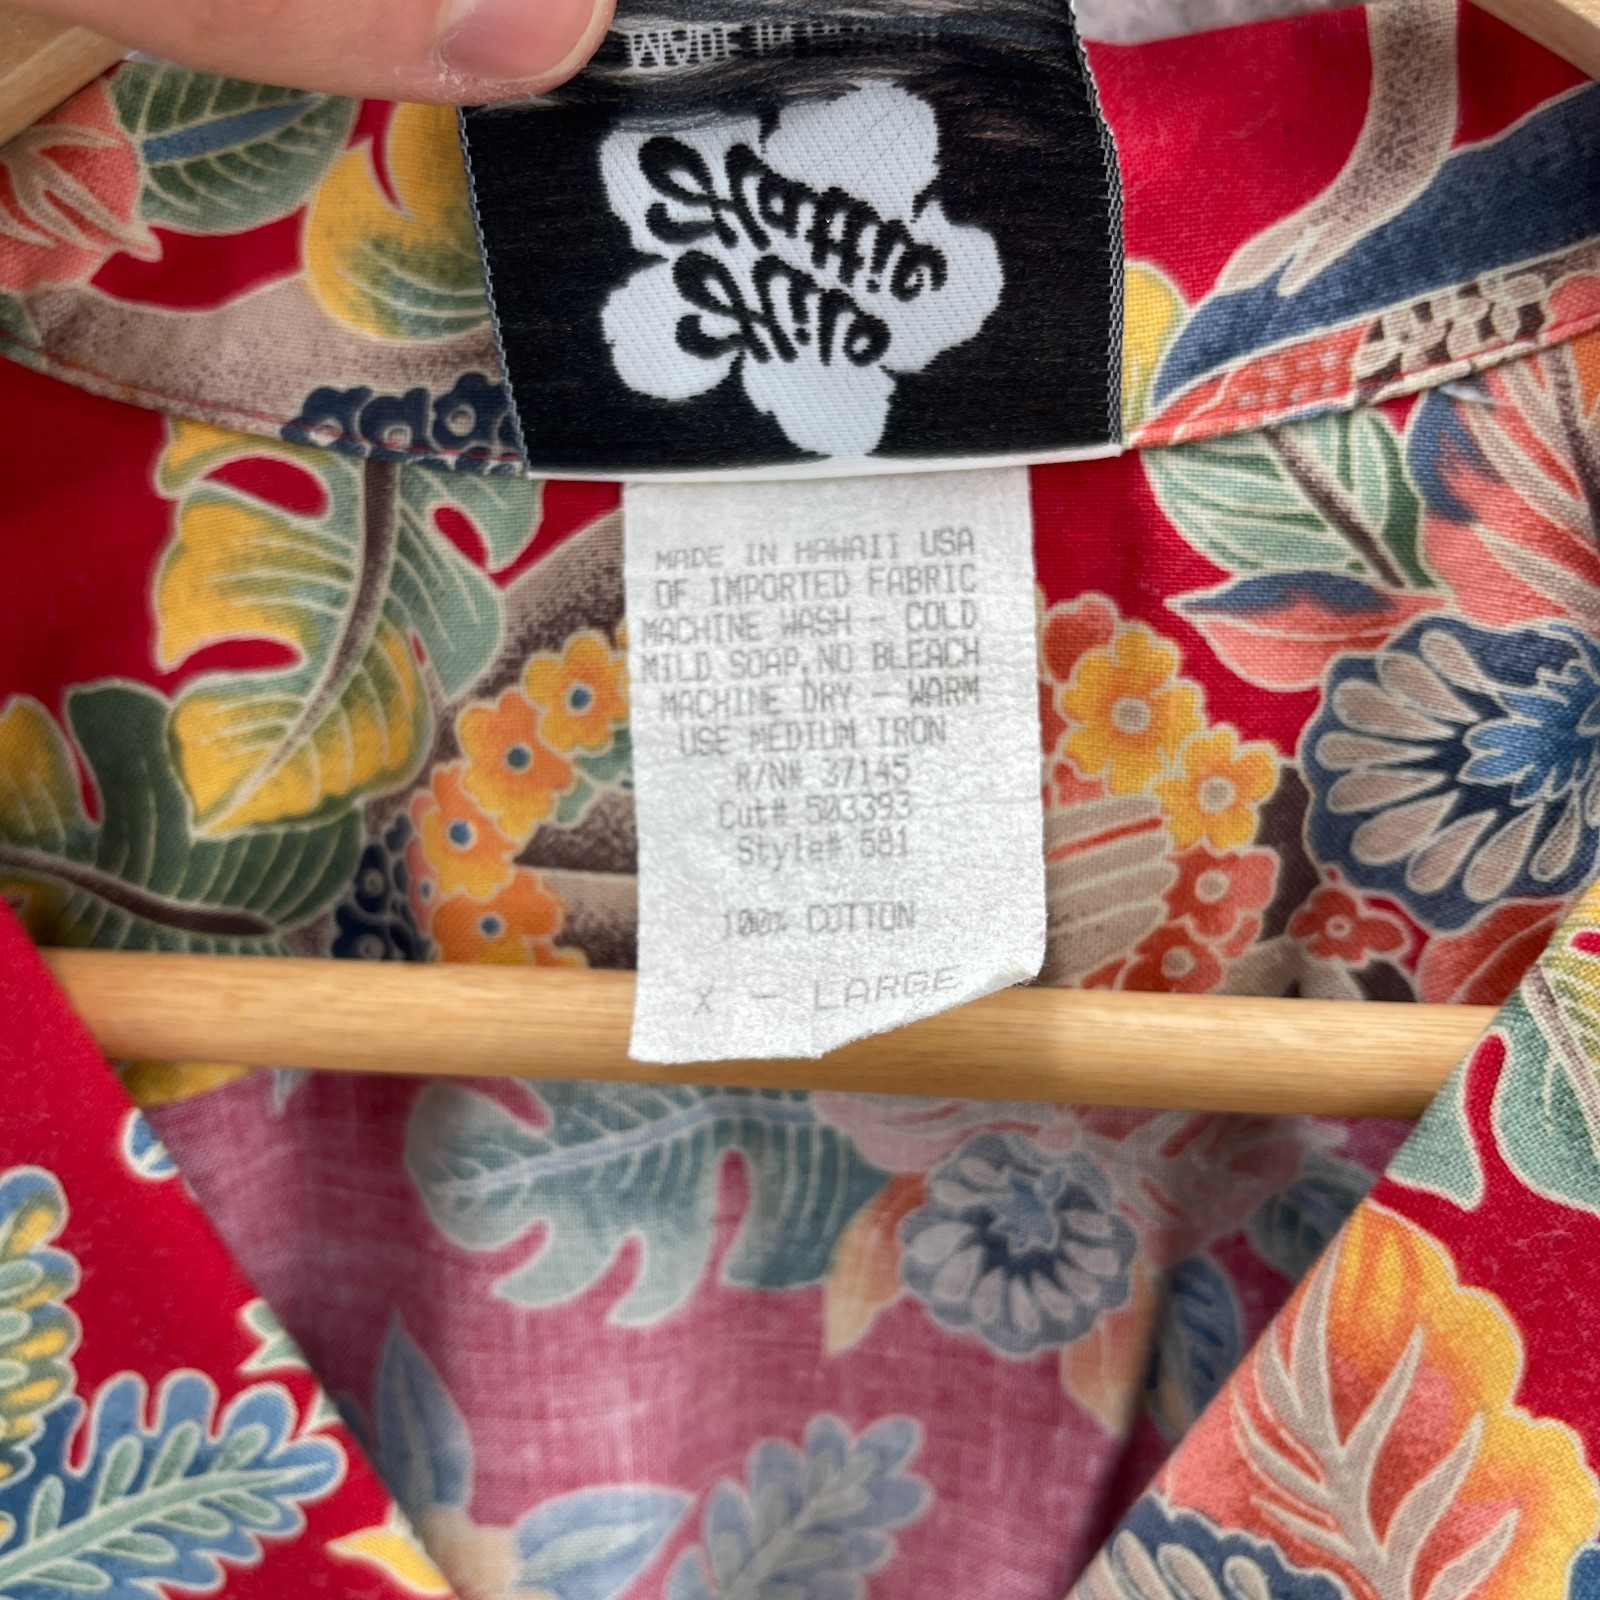 Hilo
Hattie
MADE IN HAWAII USA
OF IMPORTED FABRIC
MACHINE WASH - COLD
MILD SOAP, NO BLEACH
MACHINE DRY - WARM
USE MEDIUM IRON
R/N# 37145
Cut# 503393
Style# 581
100% COTTON
X - LARGE